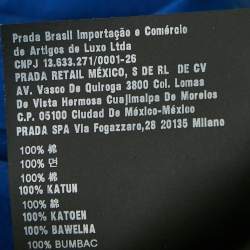 Prada Brasil Importação e Comércio
de Artigos de Luxo Ltda
CNPJ 13.633.271/0001-26
PRADA RETAIL MÉXICO, S DE RL DE CV
AV. Vasco De Quiroga 3800 Col. Lomas
De Vista Hermosa Cuajimalpa De Morelos
C.P. 05100 Ciudad De México-México
PRADA SPA Via Fogazzaro,28 20135 Milano
100% 棉
100% 면
100% 綿
100% KATUN
100% 棉
100% KATOEN
100% BAWEŁNA
100% BUMBAC